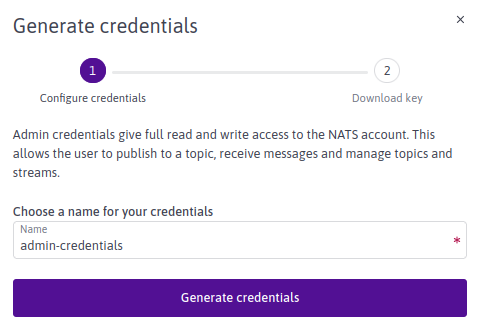 Generate credentials
×
1
2
Configure credentials
Download key
Admin credentials give full read and write access to the NATS account. This
allows the user to publish to a topic, receive messages and manage topics and
streams.
Choose a name for your credentials
Name
admin-credentials
*
Generate credentials